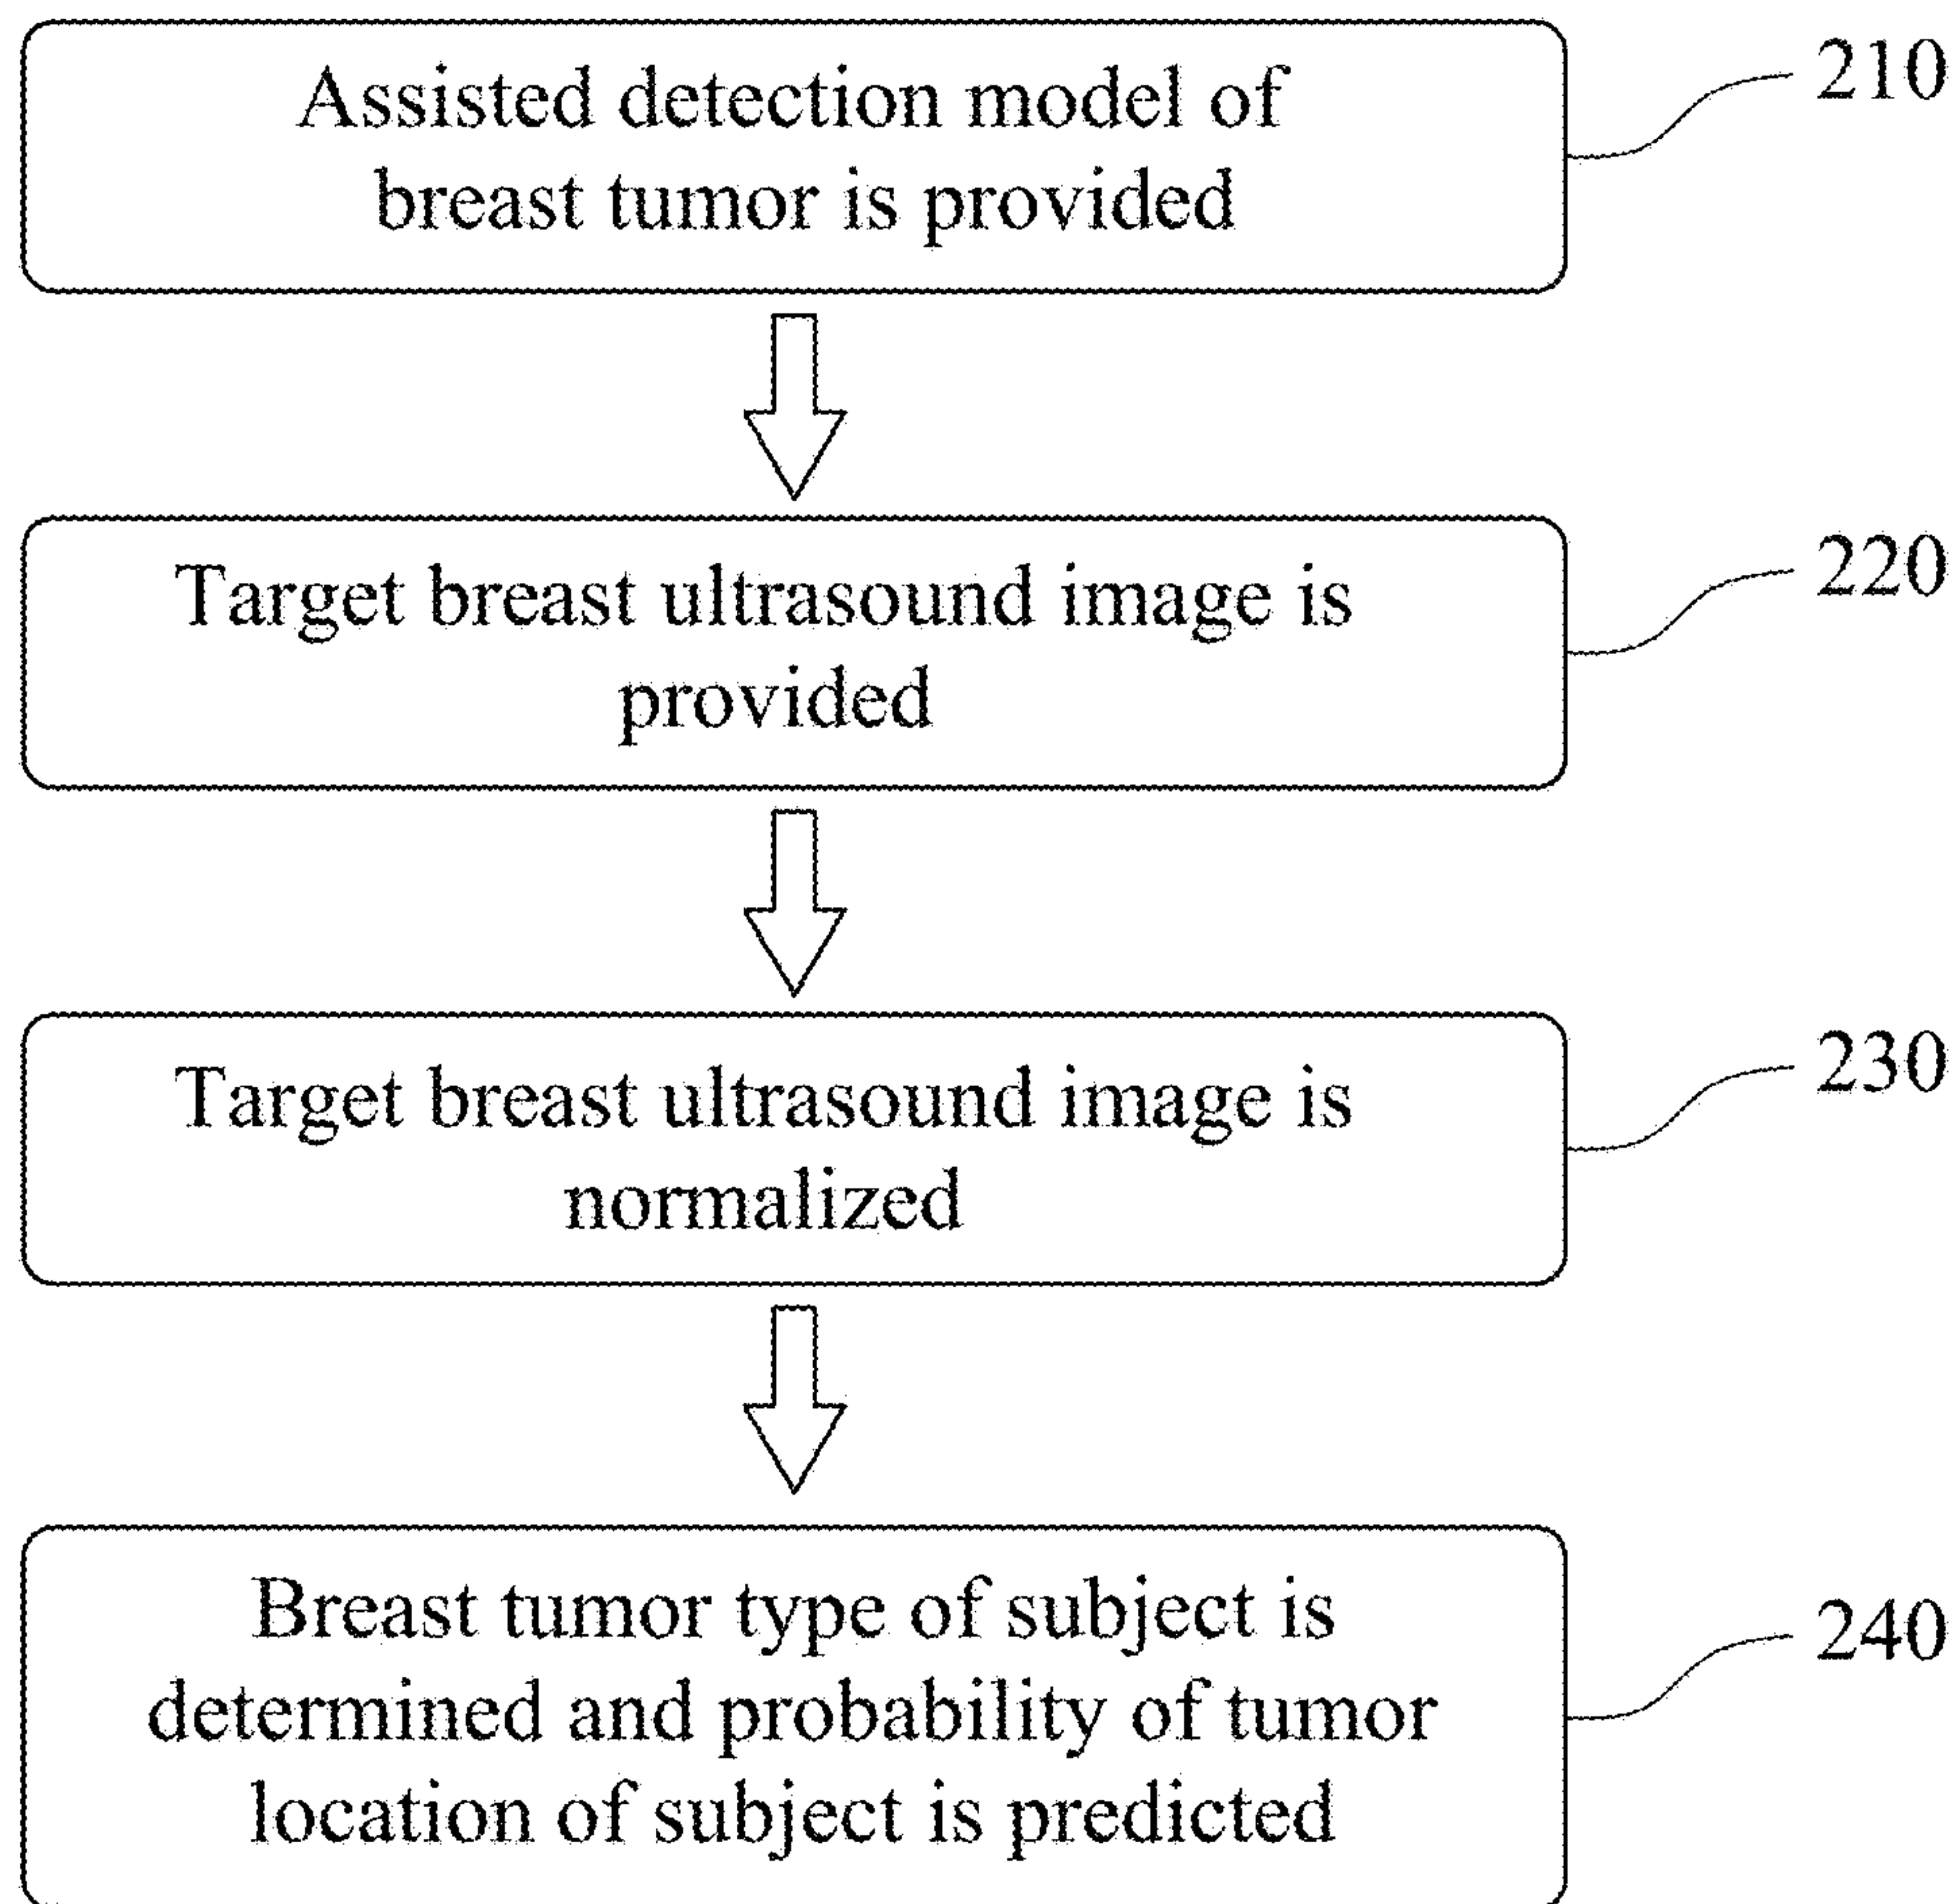 Assisted detection model of
breast tumor is provided
210
Target breast ultrasound image is
provided
220
Target breast ultrasound image is
normalized
230
Breast tumor type of subject is
determined and probability of tumor
location of subject is predicted
240